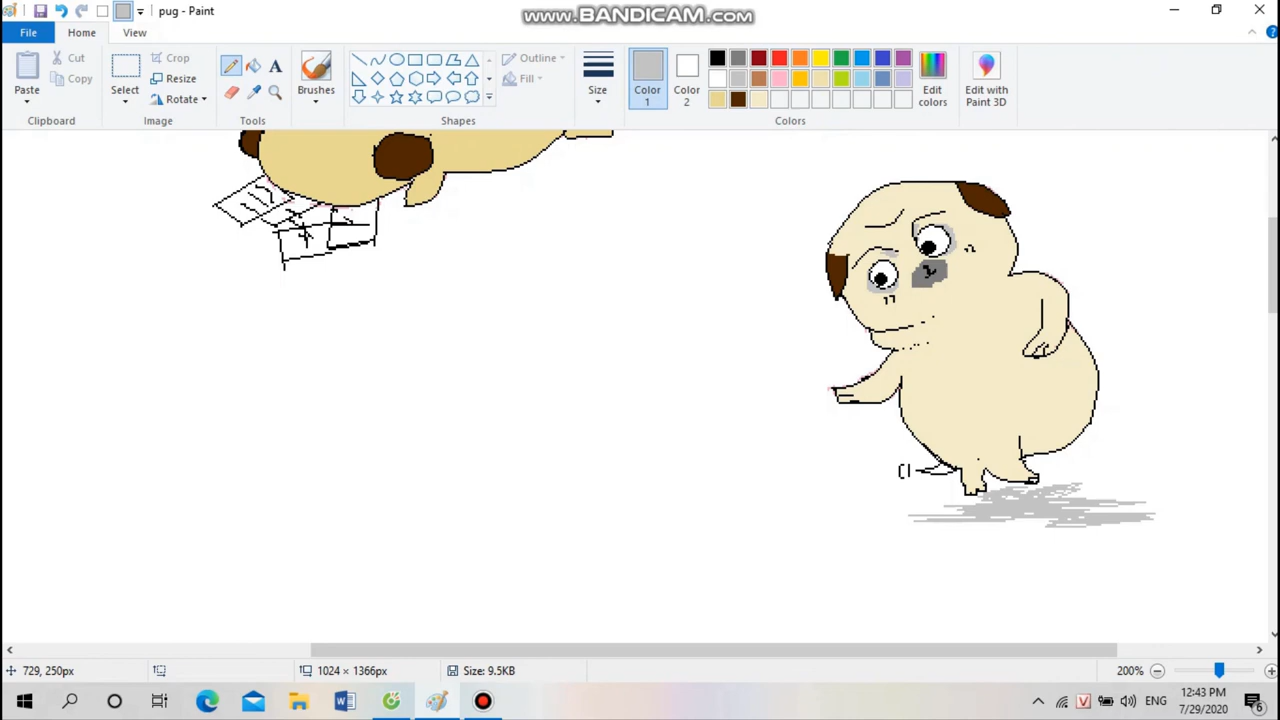 pug - Paint
www.BANDICAM.com
File
Home
View
Paste
Cut
Copy
Clipboard
Select
Crop
Resize
Rotate
Image
Tools
Brushes
Shapes
Outline
Fill
Size
Color
1
Color
2
Edit
colors
Edit with
Paint 3D
Colors
729, 250px
1024 × 1366px
Size: 9.5KB
200%
ENG
12:43 PM
7/29/2020
6